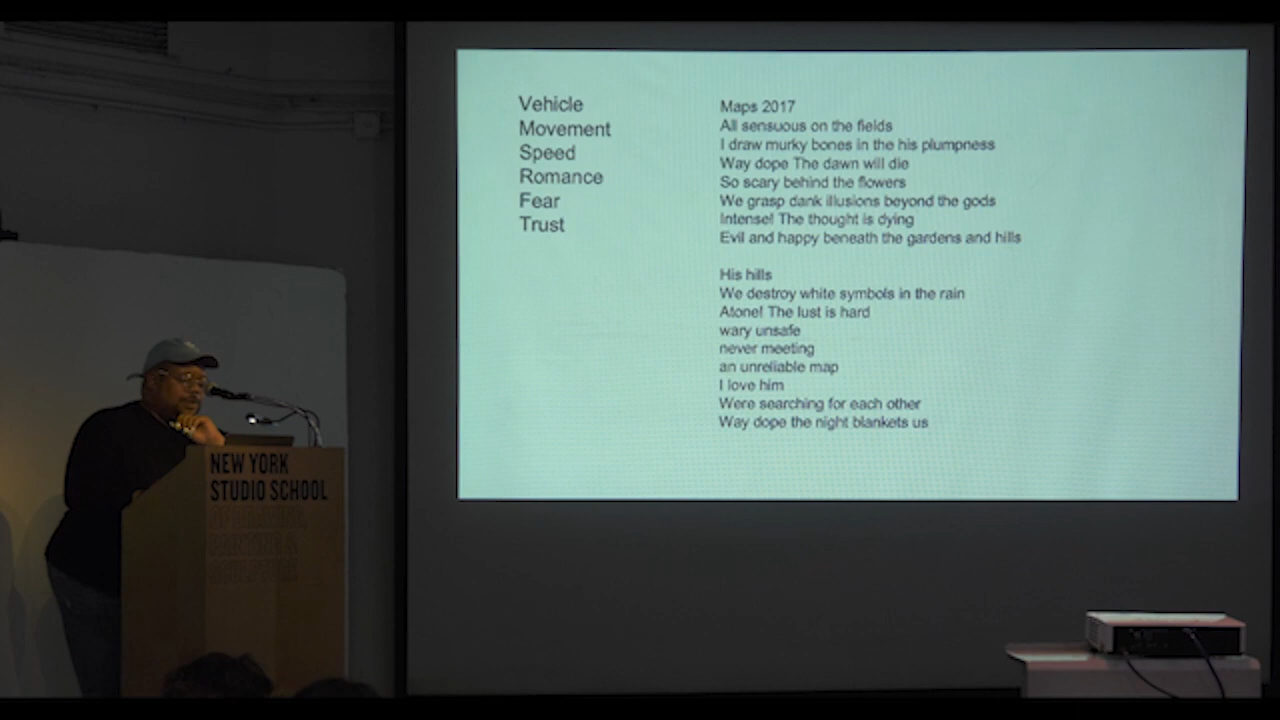 Vehicle
Movement
Speed
Romance
Fear
Trust
Maps 2017
All sensuous on the fields
I draw murky bones in the his plumpness
Way dope The dawn will die
So scary behind the flowers
We grasp dank illusions beyond the gods
Intense! The thought is dying
Evil and happy beneath the gardens and hills
His hills
We destroy white symbols in the rain
Atone! The lust is hard
wary unsafe
never meeting
an unreliable map
I love him
Were searching for each other
Way dope the night blankets us
NEW YORK
STUDIO SCHOOL